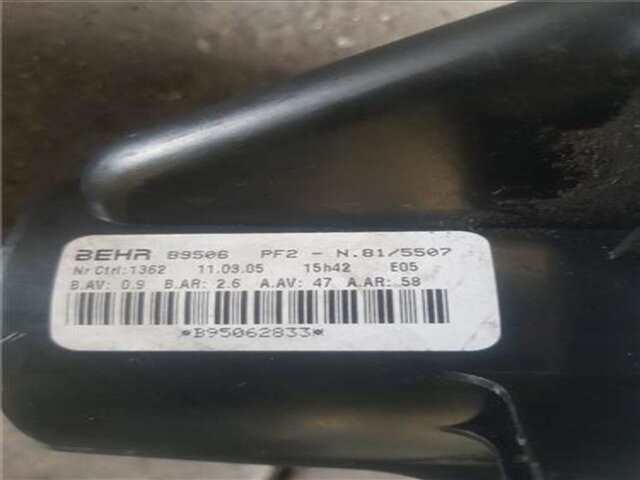 BEHR B9506 PF2 - N.81/5507
Nr Ctrl:1362 11.03.05 15h42 E05
B.AV: 0.9 B.AR: 2.6 A.AV: 47 A.AR: 58
*B95062833*